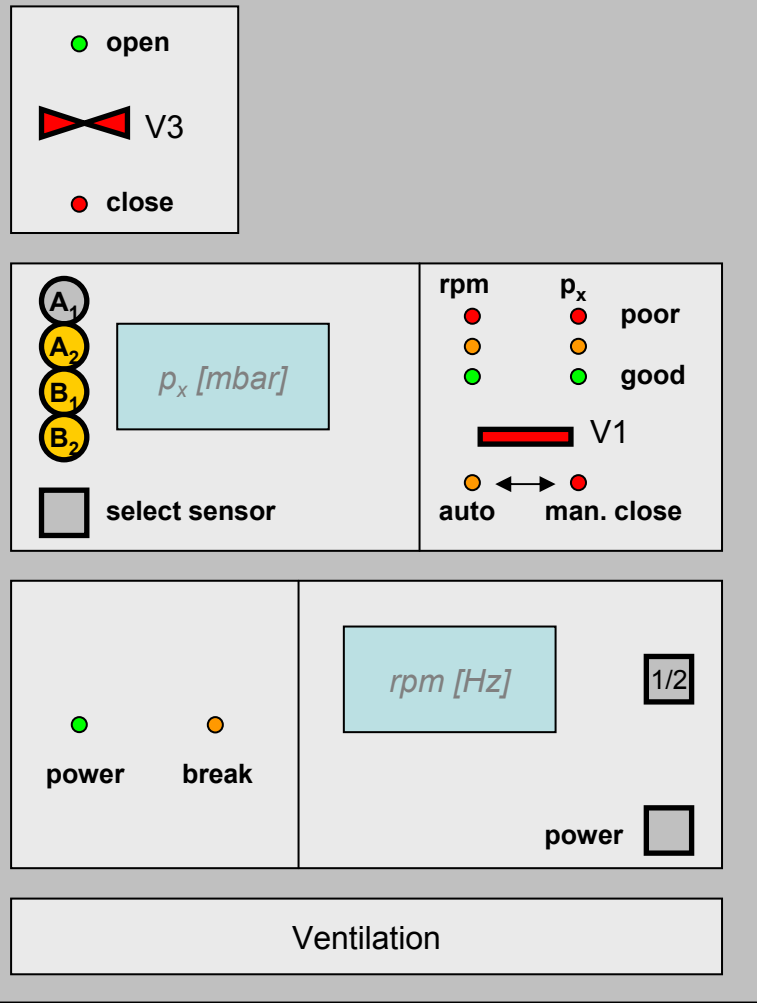 open
V3
close
A1
A2
B1
B2
px [mbar]
select sensor
rpm px
poor
good
V1
auto man. close
power break
rpm [Hz]
1/2
power
Ventilation